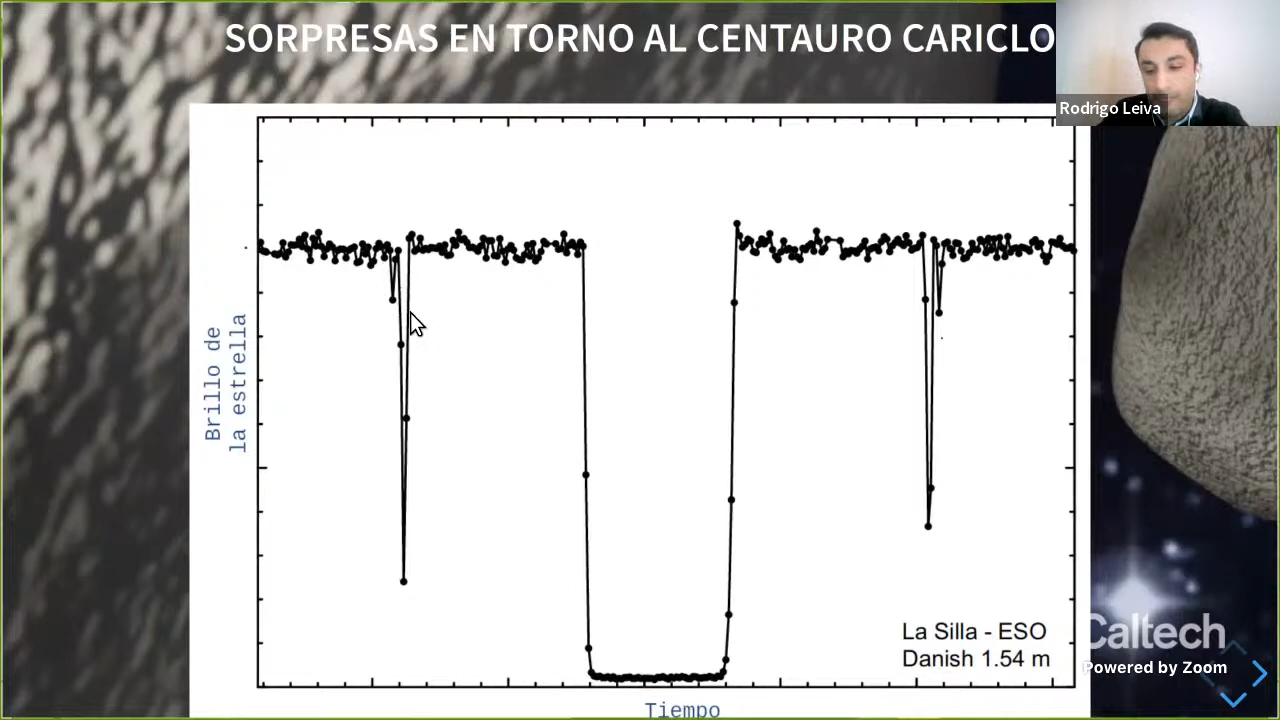 SORPRESAS EN TORNO AL CENTAURO CARICLO
Rodrigo Leiva
Brillo de
la estrella
La Silla - ESO
Danish 1.54 m
Tiempo
Caltech
Powered by Zoom